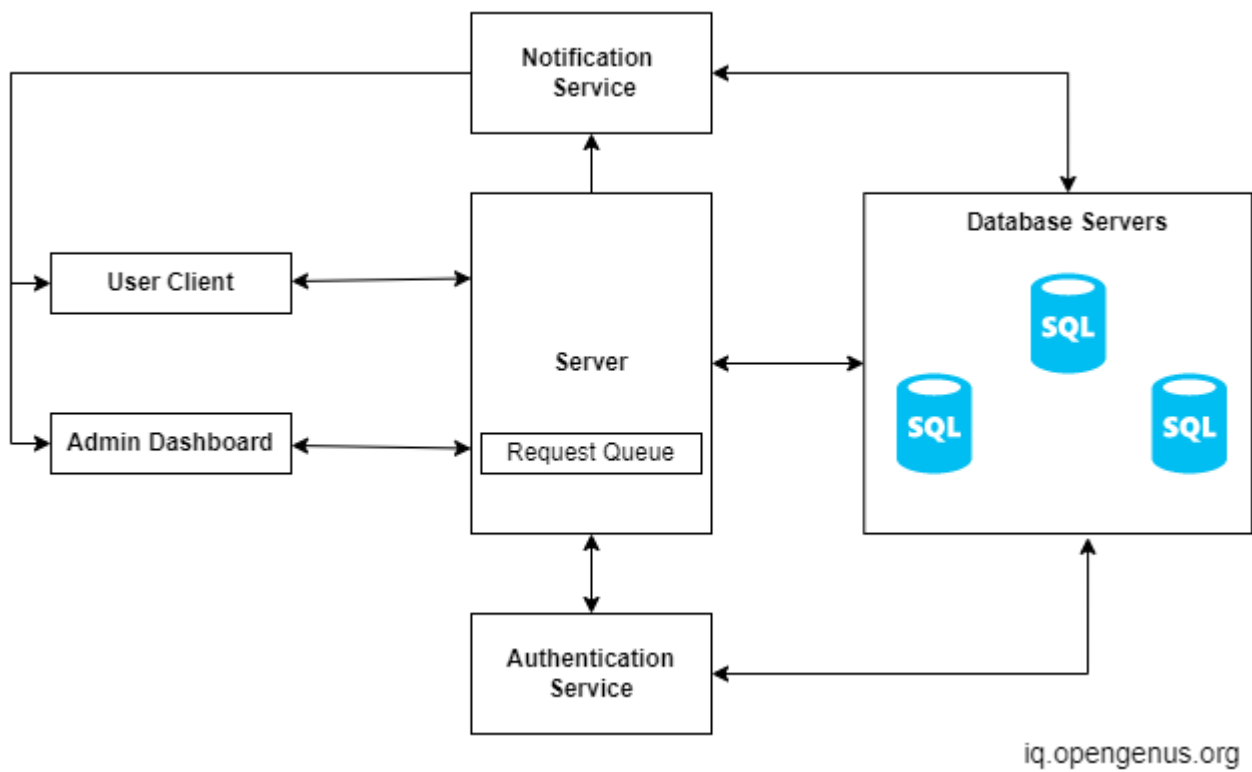 Notification
Service
Database Servers
User Client
SQL
Server
SQL
SQL
Admin Dashboard
Request Queue
Authentication
Service
iq.opengenus.org